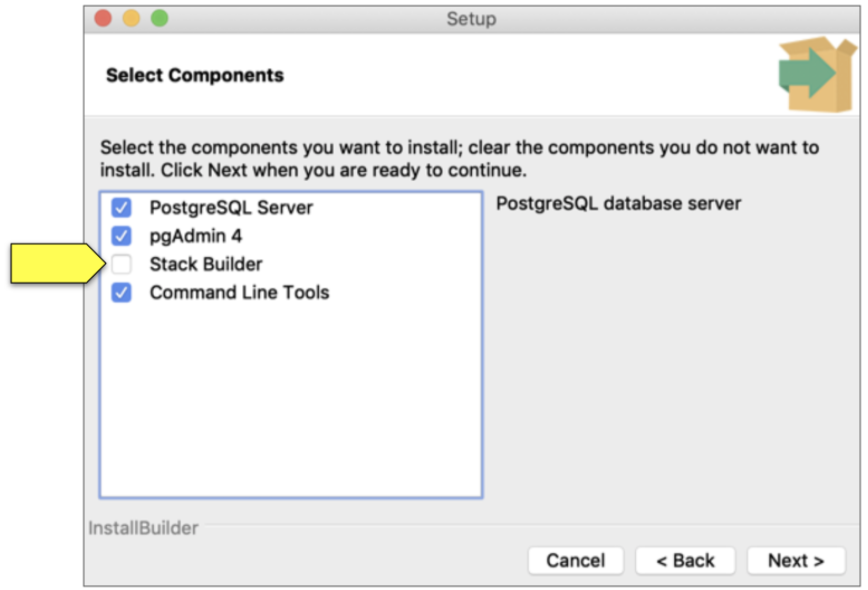 Setup
Select Components
Select the components you want to install; clear the components you do not want to
install. Click Next when you are ready to continue.
PostgreSQL Server
PostgreSQL database server
pgAdmin 4
Stack Builder
Command Line Tools
InstallBuilder
Cancel
< Back
Next >